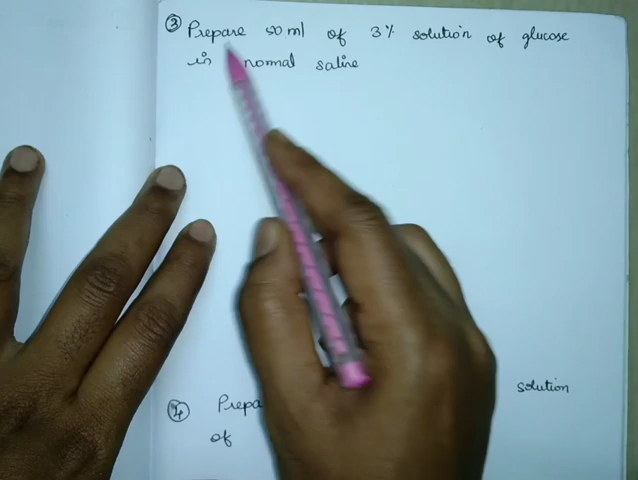 ③ Prepare 50 ml of 3% solution of glucose
in normal saline
④ Prepa solution
of